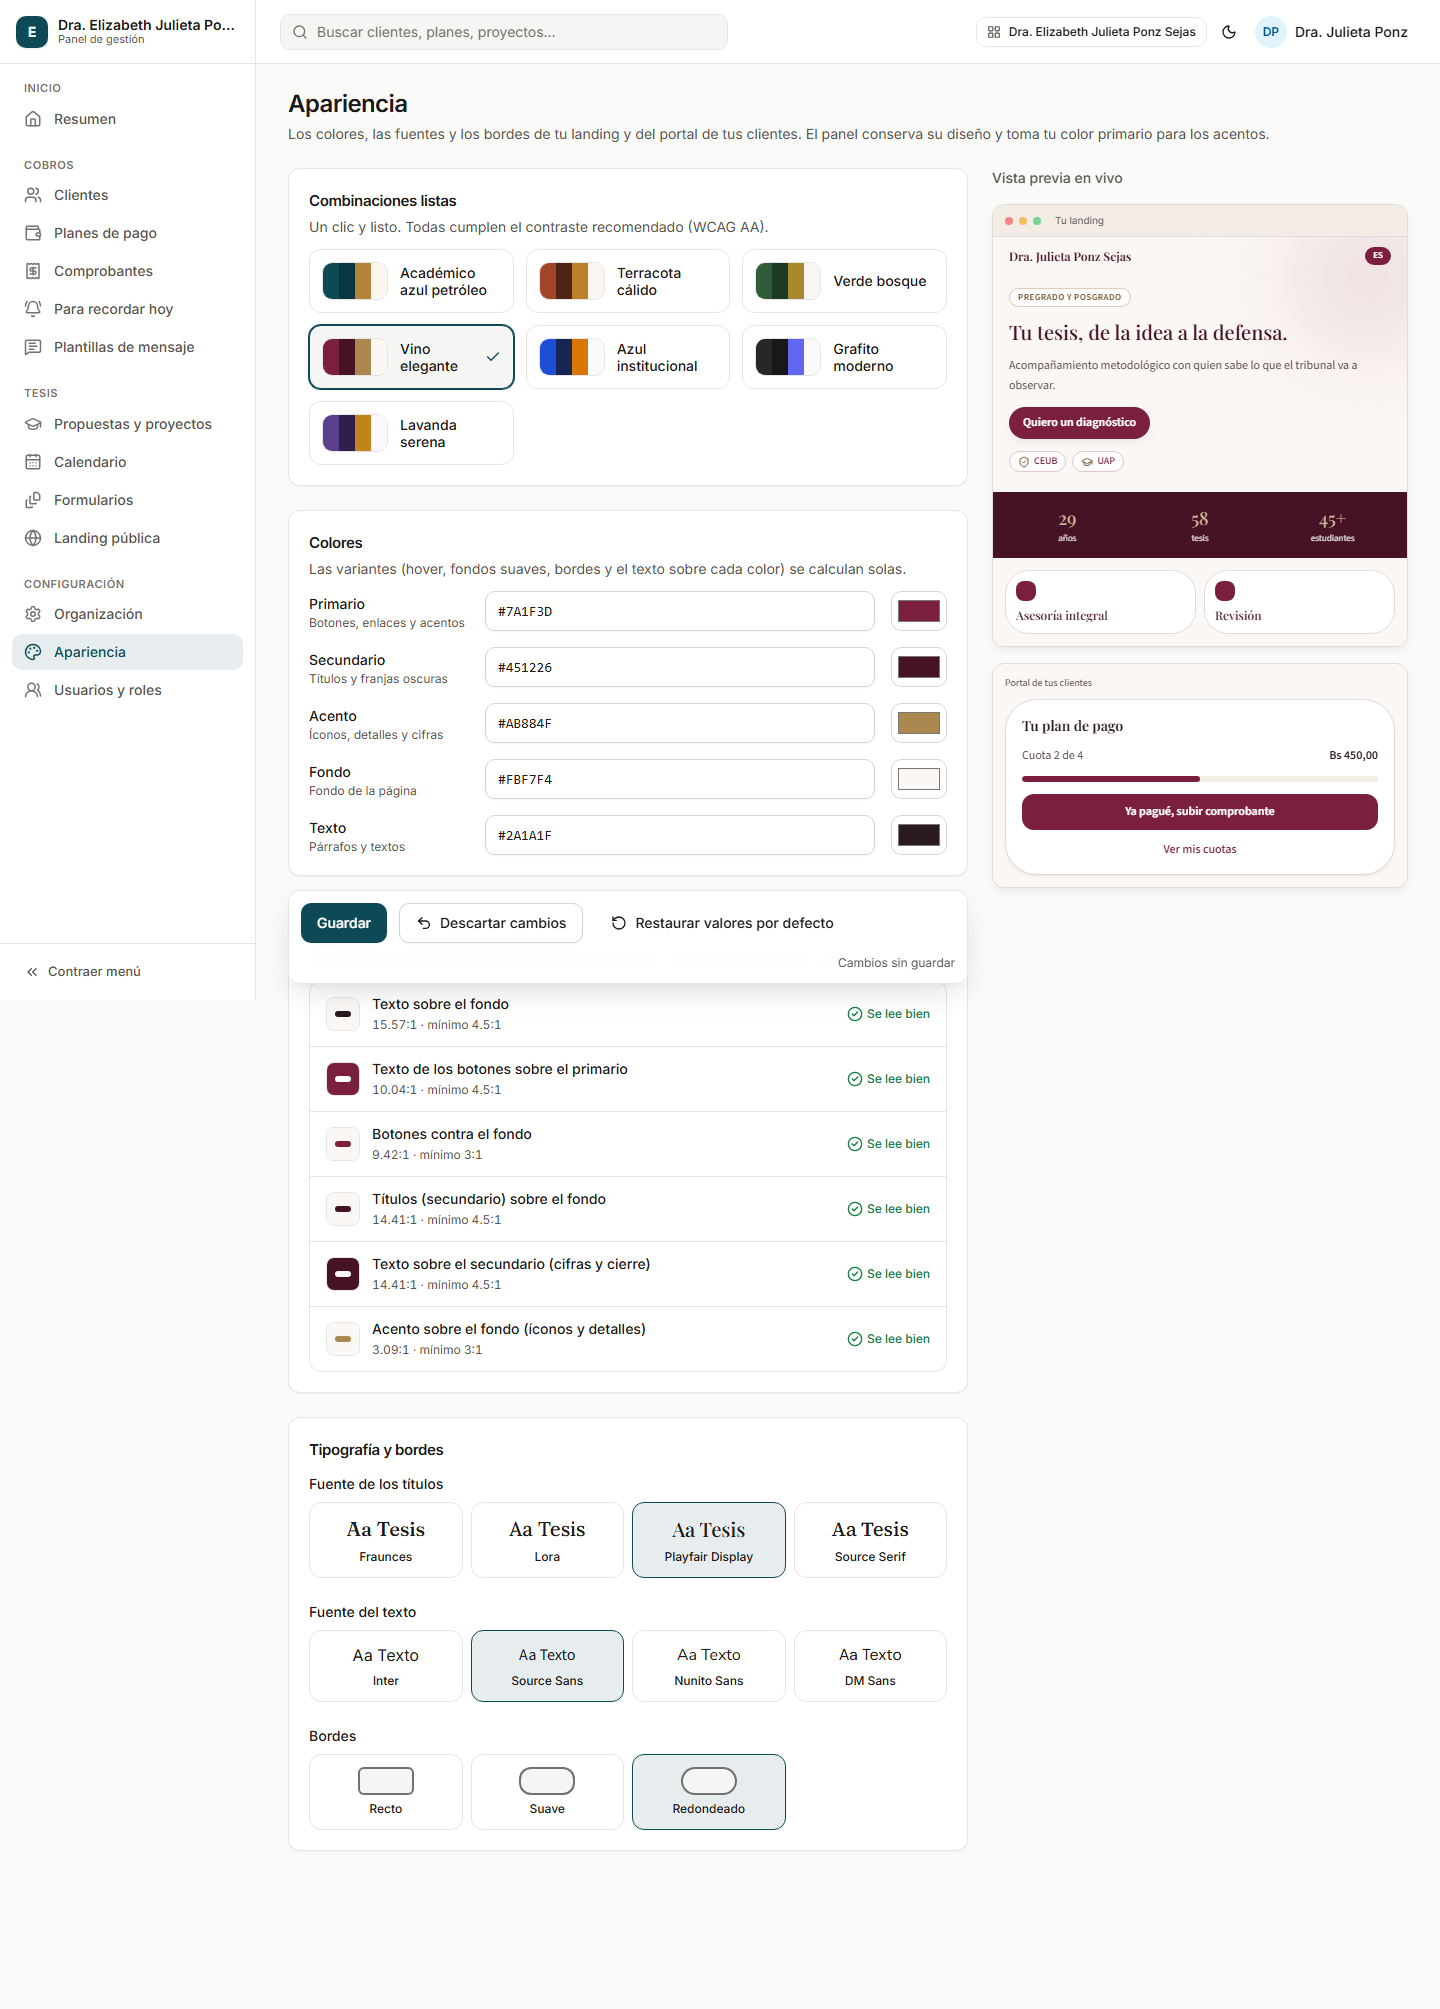 E
Dra. Elizabeth Julieta Po...
Panel de gestión
Buscar clientes, planes, proyectos...
Dra. Elizabeth Julieta Ponz Sejas
DP
Dra. Julieta Ponz
INICIO
Resumen
COBROS
Clientes
Planes de pago
Comprobantes
Para recordar hoy
Plantillas de mensaje
TESIS
Propuestas y proyectos
Calendario
Formularios
Landing pública
CONFIGURACIÓN
Organización
Apariencia
Usuarios y roles
Contraer menú
Apariencia
Los colores, las fuentes y los bordes de tu landing y del portal de tus clientes. El panel conserva su diseño y toma tu color primario para los acentos.
Combinaciones listas
Un clic y listo. Todas cumplen el contraste recomendado (WCAG AA).
Académico
azul petróleo
Terracota
cálido
Verde bosque
Vino
elegante
Azul
institucional
Grafito
moderno
Lavanda
serena
Colores
Las variantes (hover, fondos suaves, bordes y el texto sobre cada color) se calculan solas.
Primario
Botones, enlaces y acentos
#7A1F3D
Secundario
Títulos y franjas oscuras
#451226
Acento
Íconos, detalles y cifras
#AB884F
Fondo
Fondo de la página
#FBF7F4
Texto
Párrafos y textos
#2A1A1F
Guardar
Descartar cambios
Restaurar valores por defecto
Cambios sin guardar
Texto sobre el fondo
15.57:1 · mínimo 4.5:1
Se lee bien
Texto de los botones sobre el primario
10.04:1 · mínimo 4.5:1
Se lee bien
Botones contra el fondo
9.42:1 · mínimo 3:1
Se lee bien
Títulos (secundario) sobre el fondo
14.41:1 · mínimo 4.5:1
Se lee bien
Texto sobre el secundario (cifras y cierre)
14.41:1 · mínimo 4.5:1
Se lee bien
Acento sobre el fondo (íconos y detalles)
3.09:1 · mínimo 3:1
Se lee bien
Tipografía y bordes
Fuente de los títulos
Aa Tesis
Fraunces
Aa Tesis
Lora
Aa Tesis
Playfair Display
Aa Tesis
Source Serif
Fuente del texto
Aa Texto
Inter
Aa Texto
Source Sans
Aa Texto
Nunito Sans
Aa Texto
DM Sans
Bordes
Recto
Suave
Redondeado
Vista previa en vivo
Tu landing
Dra. Julieta Ponz Sejas
ES
PREGRADO Y POSGRADO
Tu tesis, de la idea a la defensa.
Acompañamiento metodológico con quien sabe lo que el tribunal va a
observar.
Quiero un diagnóstico
CEUB
UAP
29
años
58
tesis
45+
estudiantes
Asesoría integral
Revisión
Portal de tus clientes
Tu plan de pago
Cuota 2 de 4
Bs 450,00
Ya pagué, subir comprobante
Ver mis cuotas